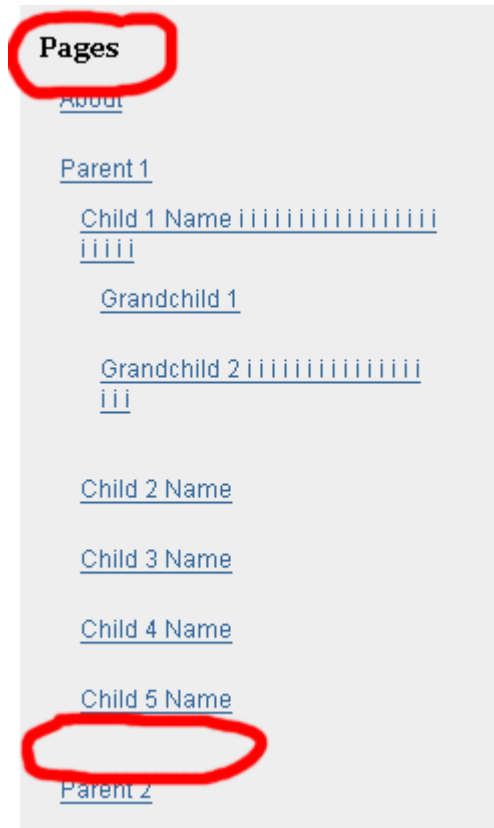 Pages
About
Parent 1
Child 1 Name i i i i i i i i i i i i i i i i i
i i i i i
Grandchild 1
Grandchild 2 i i i i i i i i i i i i i i i
i i i
Child 2 Name
Child 3 Name
Child 4 Name
Child 5 Name
Parent 2